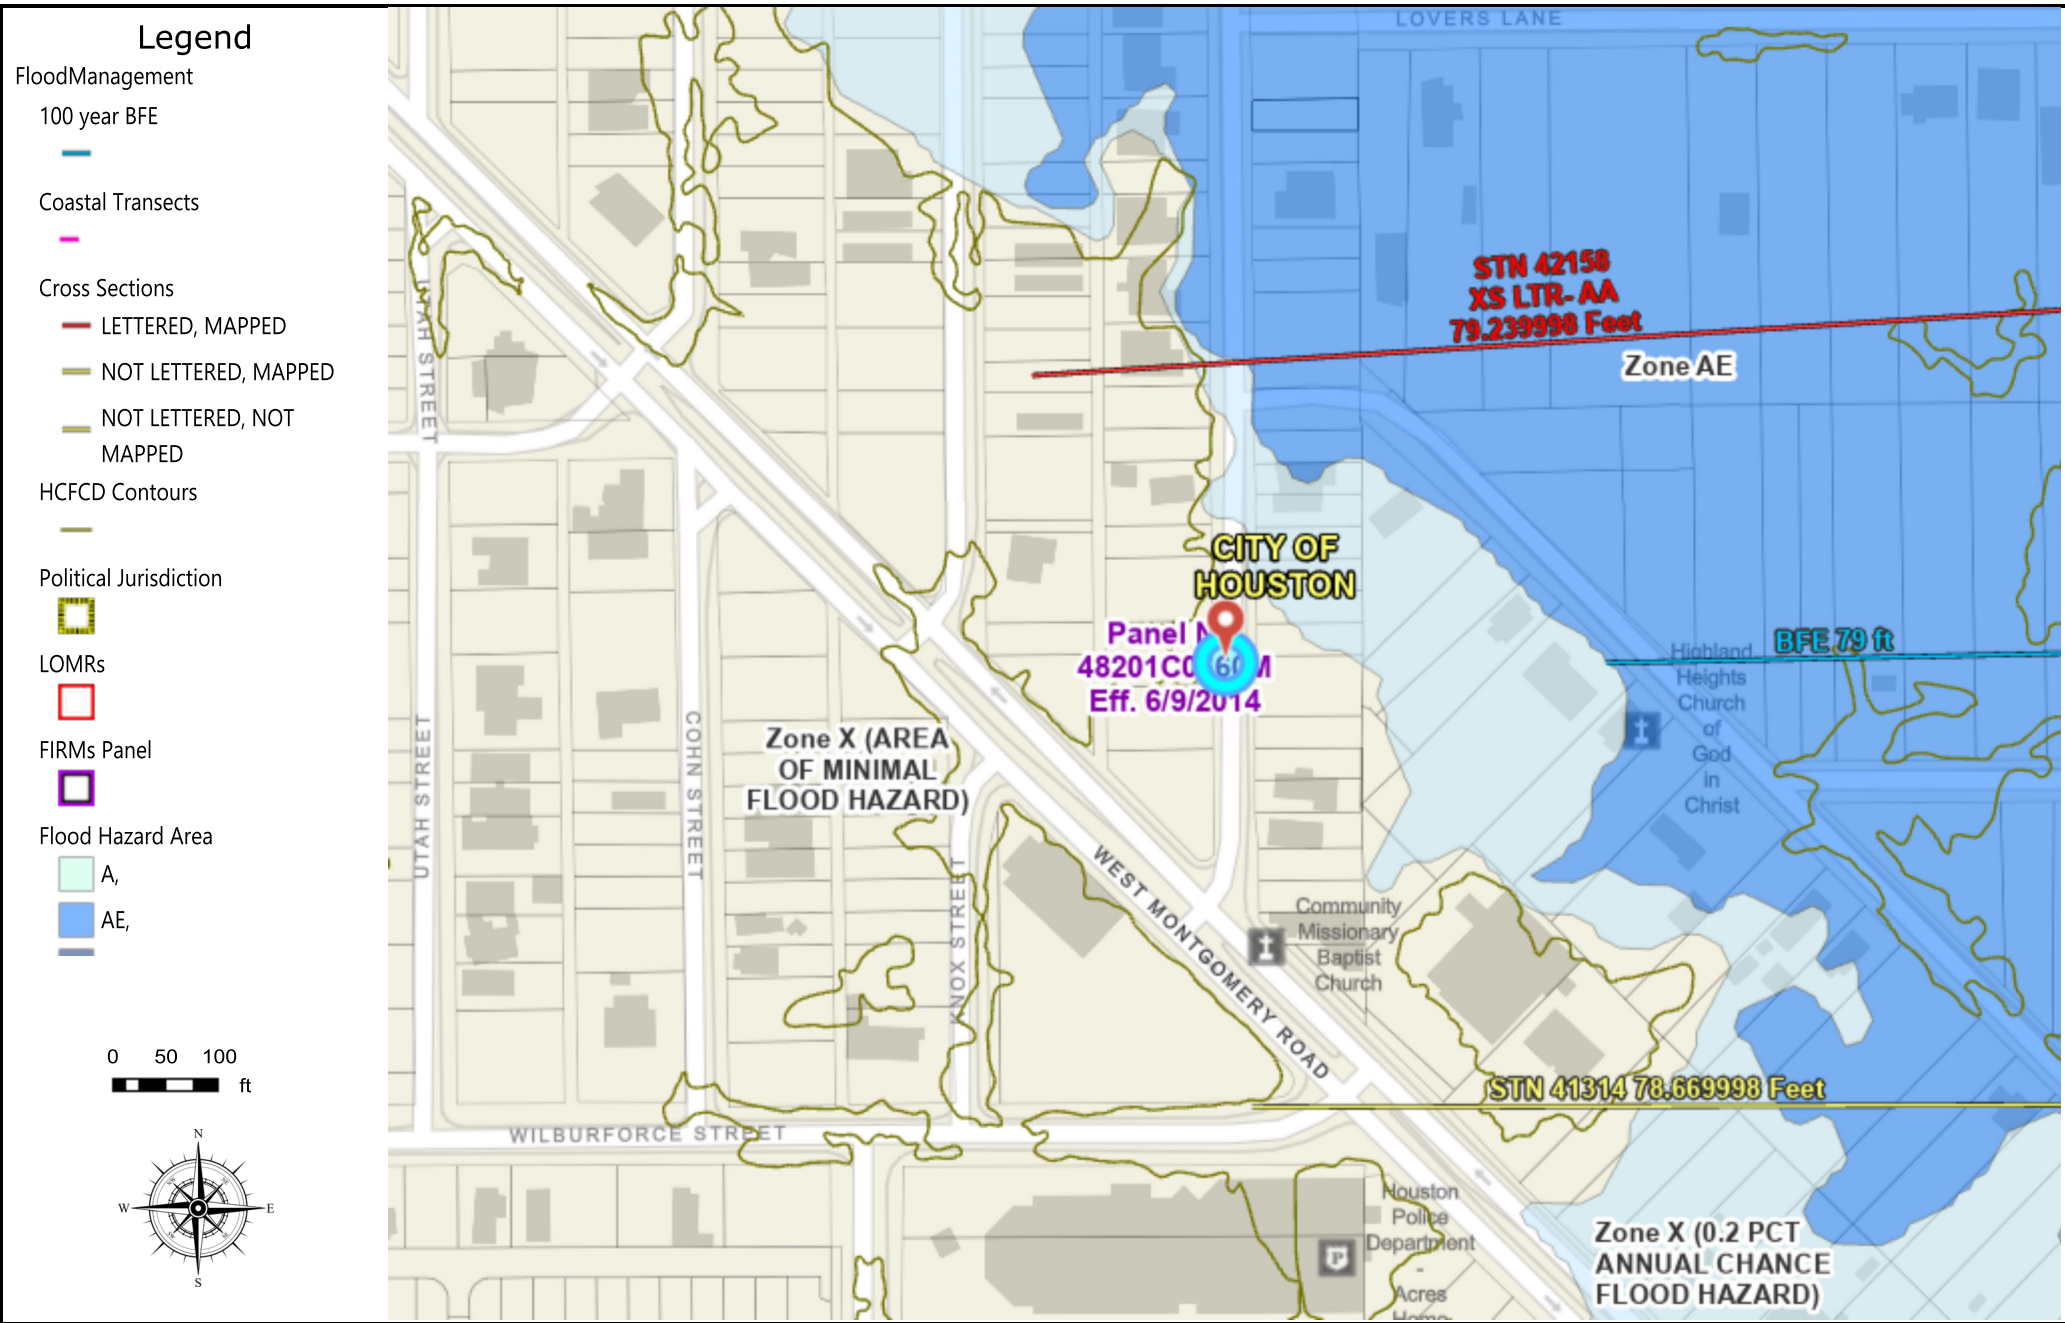 Legend
FloodManagement
100 year BFE
Coastal Transects
Cross Sections
LETTERED, MAPPED
NOT LETTERED, MAPPED
NOT LETTERED, NOT
MAPPED
HCFCD Contours
Political Jurisdiction
LOMRs
FIRMs Panel
Flood Hazard Area
A,
AE,
0 50 100
ft
N
W E
S
LOVERS LANE
STN 42158
XS LTR- AA
79.239998 Feet
Zone AE
UTAH STREET
CITY OF
HOUSTON
Panel
Eff. 6/9/2014
BFE 79 ft
Highland
Heights
Church
of
God
in
Christ
Zone X (AREA
OF MINIMAL
FLOOD HAZARD)
UTAH STREET
COHN STREET
KNOX STREET
WEST MONTGOMERY ROAD
Community
Missionary
Baptist
Church
STN 41314 78.669998 Feet
WILBURFORCE STREET
Houston
Police
Department
-
Acres
Home
P
Zone X (0.2 PCT
ANNUAL CHANCE
FLOOD HAZARD)